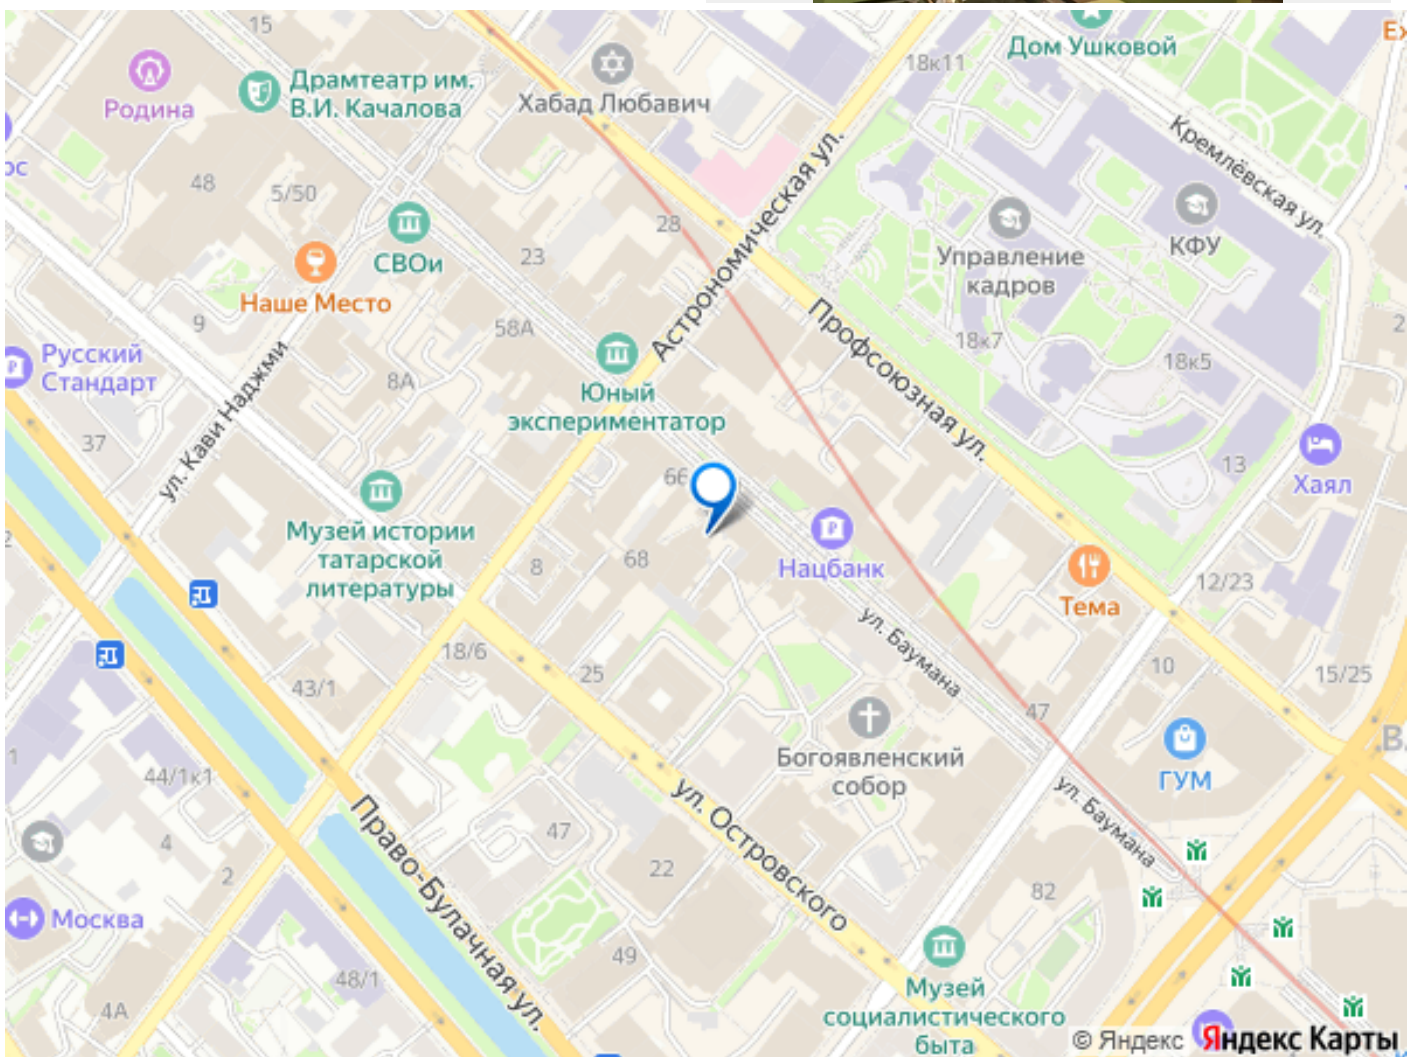 15
Дом Ушковой
18к11
Драмтеатр им.
В.И. Качалова
Родина
Хабад Любавич
Кремлёвская ул.
48
5/50
СВОи
28
Астрономическая ул.
Управление
кадров
КФУ
23
Наше Место
9
58А
Профсоюзная ул.
18к7
18к5
Русский
Стандарт
8А
Юный
экспериментатор
ул. Кави Наджми
37
66
13
Хаял
Музей истории
татарской
литературы
8
68
Нацбанк
Тема
12/23
18/6
ул. Баумана
25
43/1
10
15/25
47
Богоявленский
собор
ГУМ
1
44/1к1
4
2
Право-Булачная ул.
47
22
ул. Островского
ул. Баумана
82
Москва
48/1
49
4А
Музей
социалистического
быта
© Яндекс Яндекс Карты